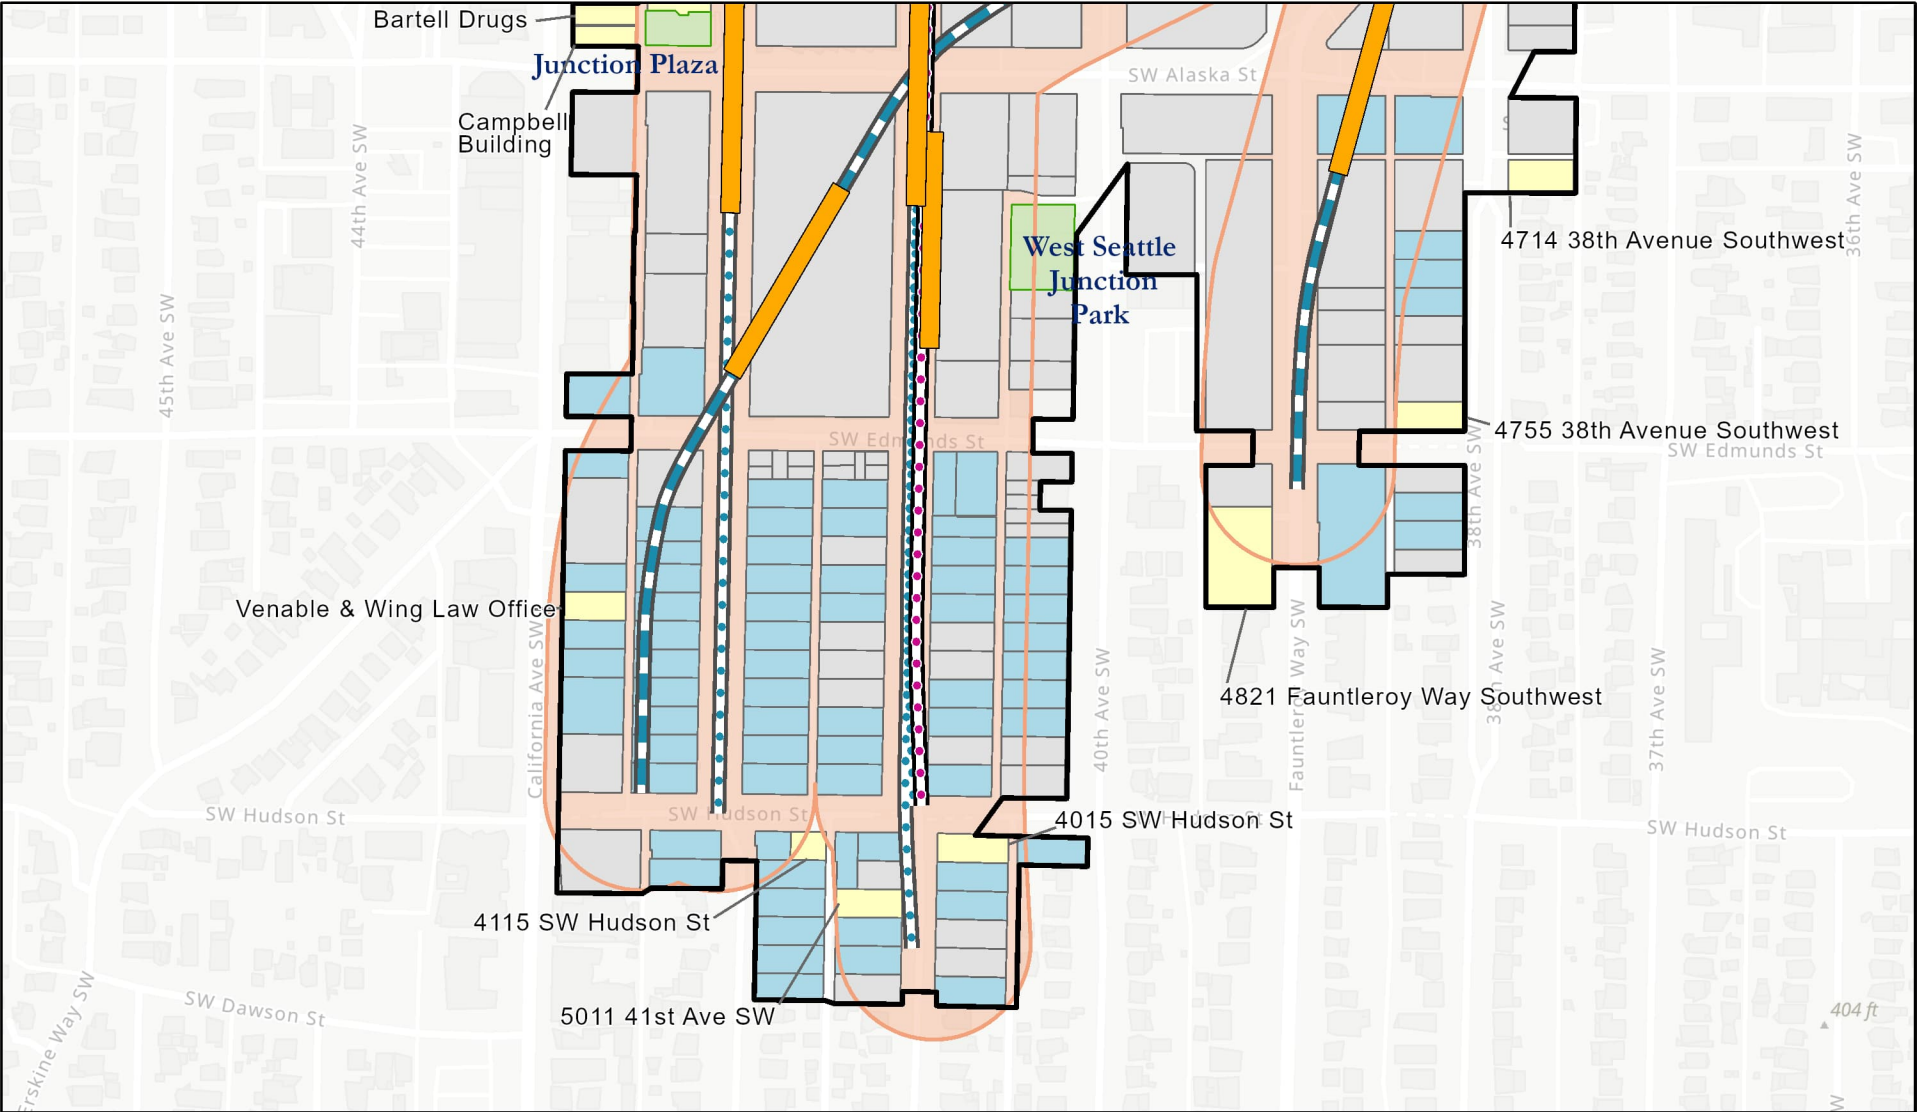 Bartell Drugs
Junction Plaza
SW Alaska St
Campbell
Building
44th Ave SW
36th Ave SW
4714 38th Avenue Southwest
West Seattle
Junction
Park
45th Ave SW
4755 38th Avenue Southwest
SW Edmunds St
SW Edmunds St
38th Ave SW
Venable & Wing Law Office
California Ave SW
40th Ave SW
Fauntleroy Way SW
4821 Fauntleroy Way Southwest
38th Ave SW
37th Ave SW
SW Hudson St
SW Hudson St
4015 SW Hudson St
SW Hudson St
SW Hudson St
4115 SW Hudson St
5011 41st Ave SW
SW Dawson St
Erskine Way SW
404 ft